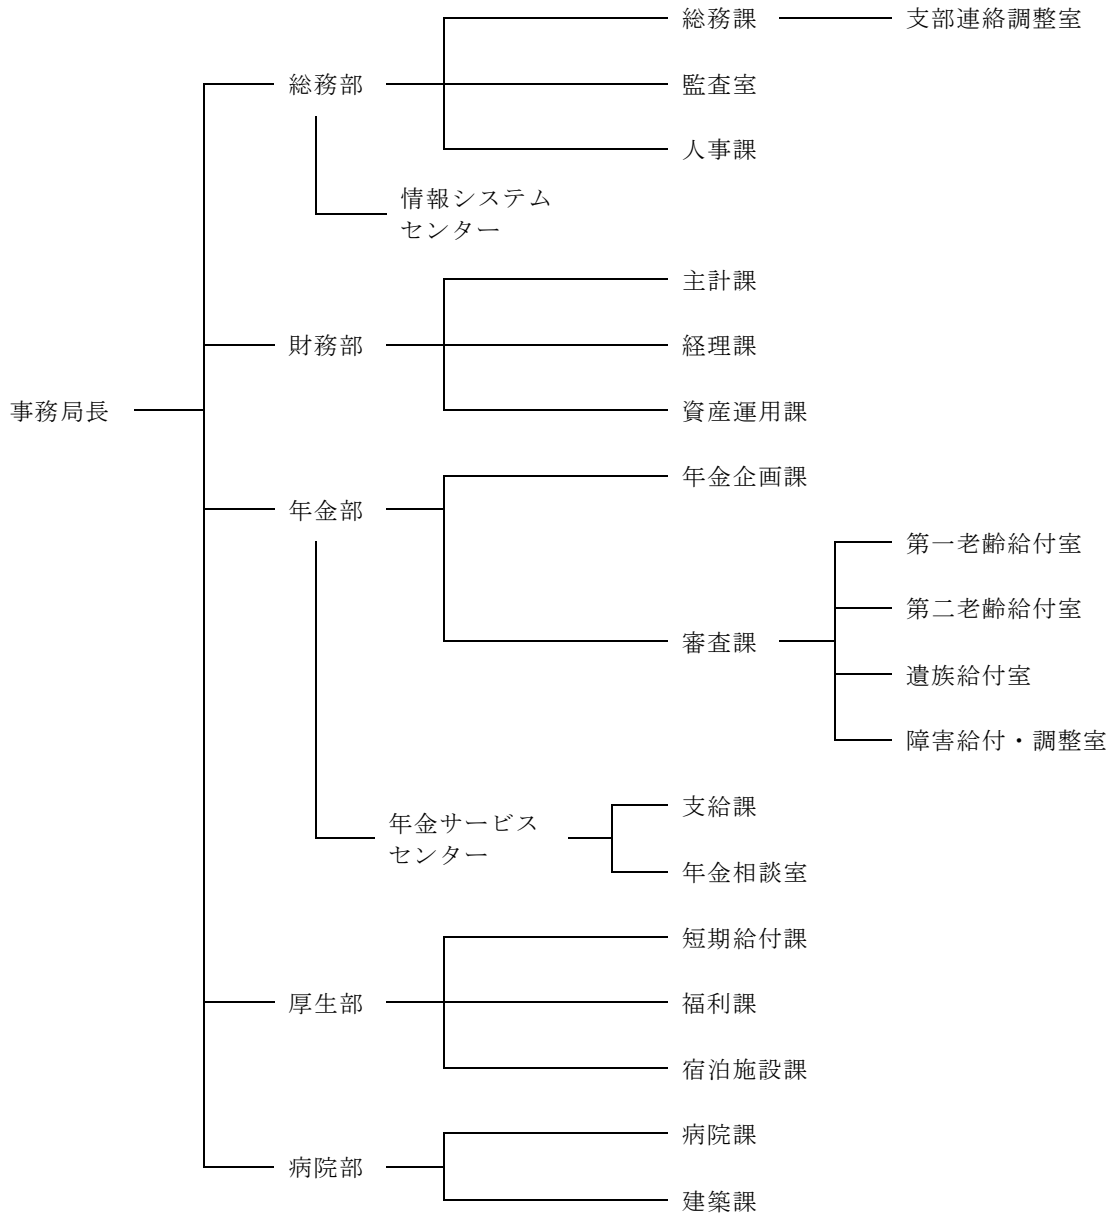 総務課
支部連絡調整室
総務部
監査室
人事課
情報システム
センター
主計課
財務部
経理課
事務局長
資産運用課
年金企画課
年金部
第一老齢給付室
第二老齢給付室
審査課
遺族給付室
障害給付・調整室
支給課
年金サービス
センター
年金相談室
短期給付課
厚生部
福利課
宿泊施設課
病院課
病院部
建築課